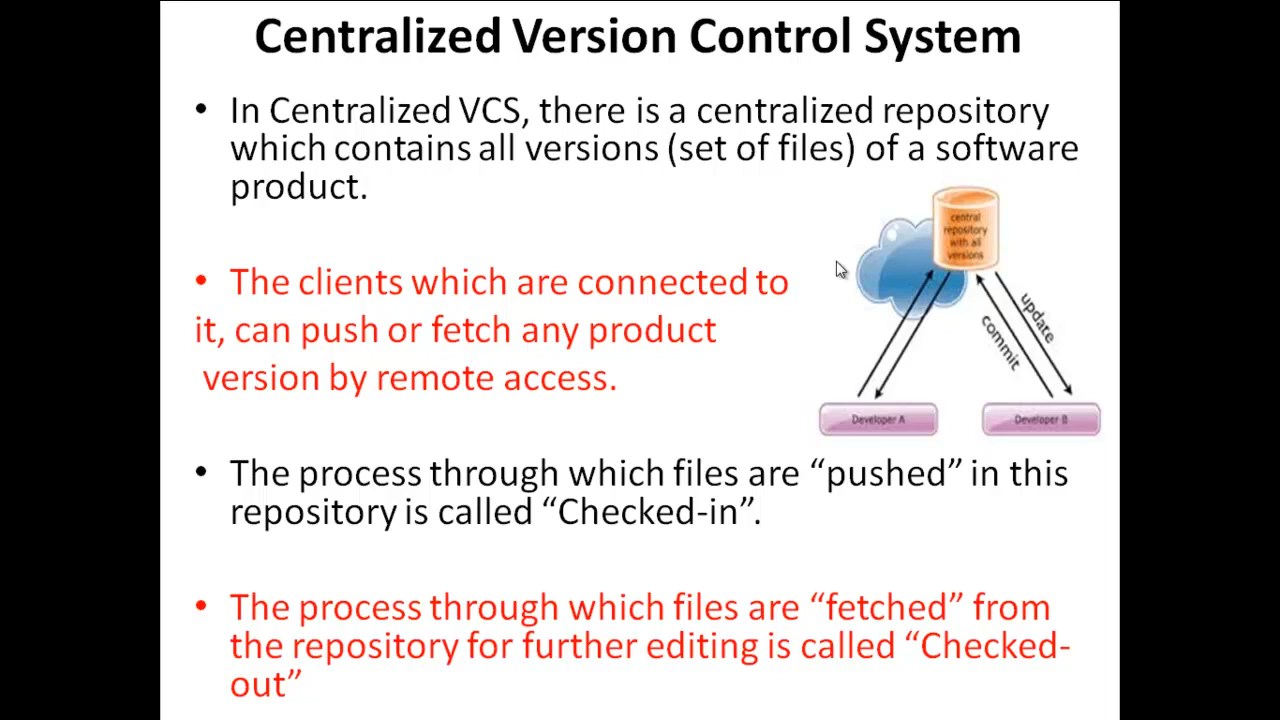 Centralized Version Control System
• In Centralized VCS, there is a centralized repository
which contains all versions (set of files) of a software
product.
central
repository
with all
versions
• The clients which are connected to
it, can push or fetch any product
version by remote access.
update
commit
Developer A
Developer B
• The process through which files are “pushed” in this
repository is called “Checked-in”.
• The process through which files are “fetched” from
the repository for further editing is called “Checked-
out”